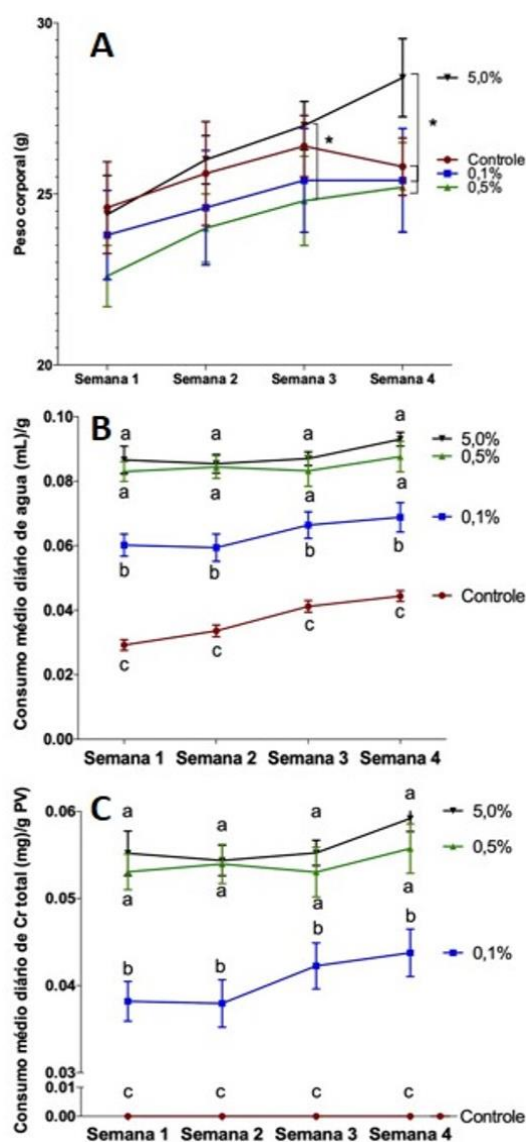 A
Peso corporal (g)
30
25
20
5,0%
Controle
0,1%
0,5%
*
*
Semana 1 Semana 2 Semana 3 Semana 4
B
Consumo médio diário de agua (mL)/g
0.10
0.08
0.06
0.04
0.02
0.00
a a a a
a a a a
b b b b
c c c c
5,0%
0,5%
0,1%
Controle
Semana 1 Semana 2 Semana 3 Semana 4
C
Consumo médio diário de Cr total (mg)/g PV)
0.06
0.05
0.04
0.03
0.01
0.00
a a a a
a a a a
b b b b
c c c c
5,0%
0,5%
0,1%
Controle
Semana 1 Semana 2 Semana 3 Semana 4